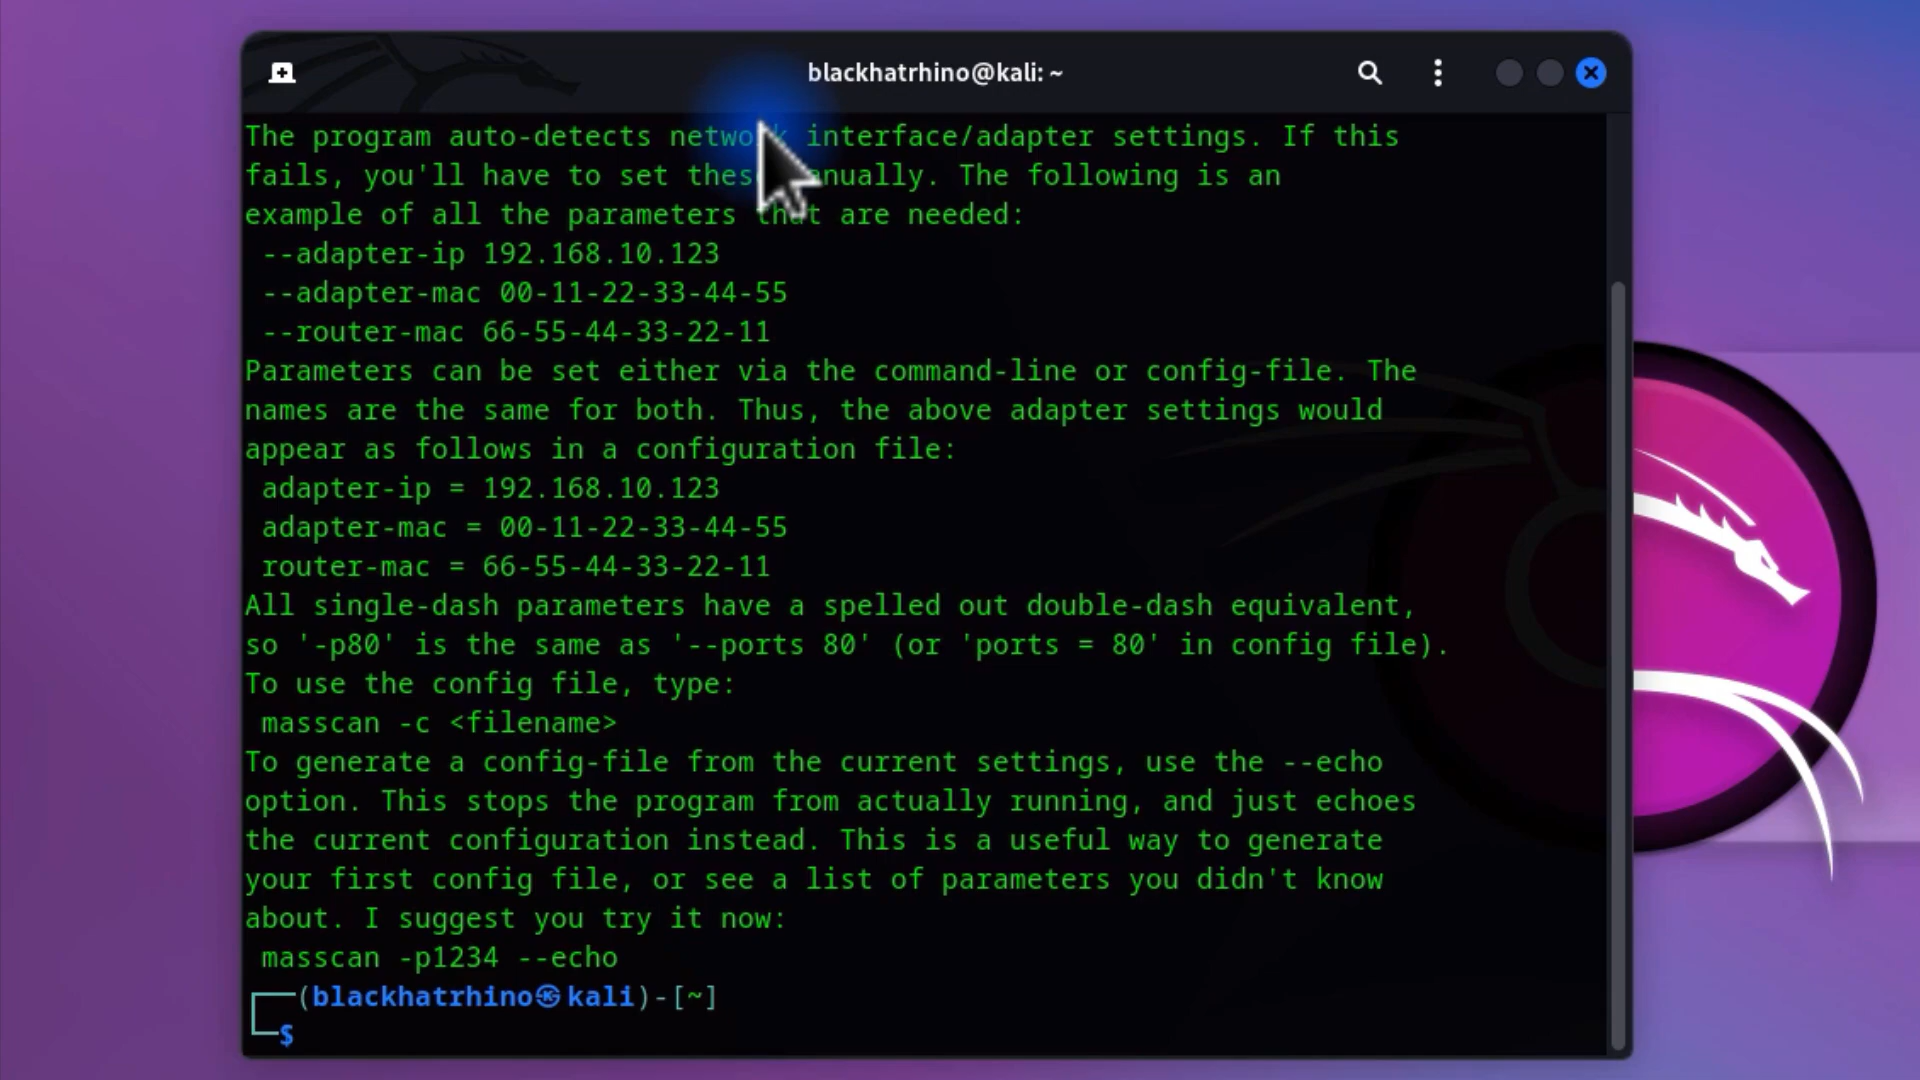 blackhatrhino@kali: ~
The program auto-detects network interface/adapter settings. If this
fails, you'll have to set these manually. The following is an
example of all the parameters that are needed:
--adapter-ip 192.168.10.123
--adapter-mac 00-11-22-33-44-55
--router-mac 66-55-44-33-22-11
Parameters can be set either via the command-line or config-file. The
names are the same for both. Thus, the above adapter settings would
appear as follows in a configuration file:
adapter-ip = 192.168.10.123
adapter-mac = 00-11-22-33-44-55
router-mac = 66-55-44-33-22-11
All single-dash parameters have a spelled out double-dash equivalent,
so '-p80' is the same as '--ports 80' (or 'ports = 80' in config file).
To use the config file, type:
masscan -c <filename>
To generate a config-file from the current settings, use the --echo
option. This stops the program from actually running, and just echoes
the current configuration instead. This is a useful way to generate
your first config file, or see a list of parameters you didn't know
about. I suggest you try it now:
masscan -p1234 --echo
┌──(blackhatrhino㉿kali)-[~]
└─$